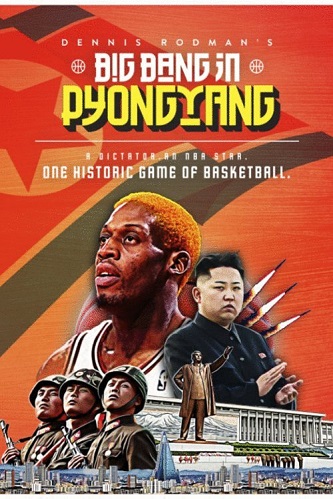 DENNIS RODMAN'S
BIG BANG IN
PYONGYANG
A DICTATOR. AN NBA STAR.
ONE HISTORIC GAME OF BASKETBALL.